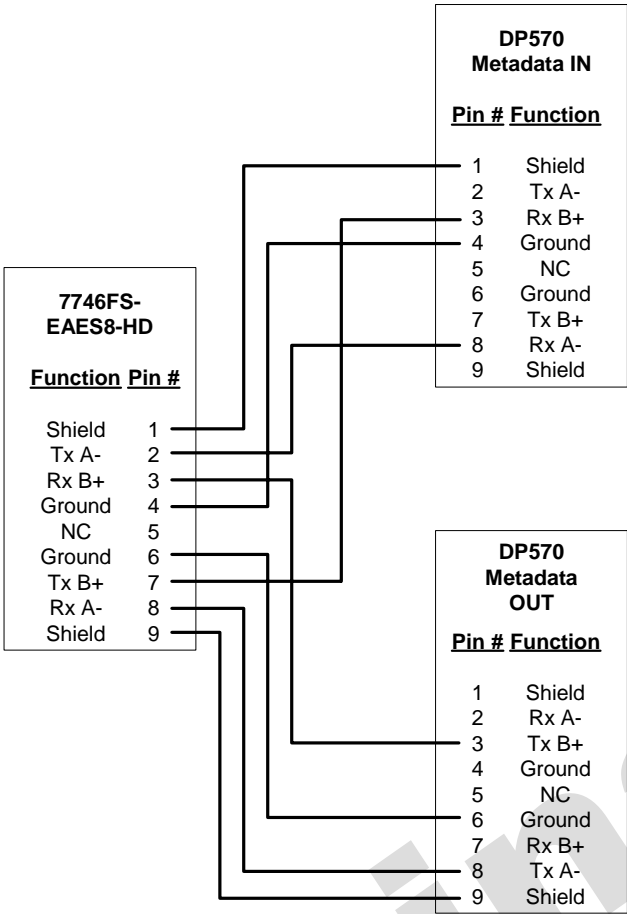 DP570
Metadata IN
Pin # Function
1 Shield
2 Tx A-
3 Rx B+
4 Ground
5 NC
6 Ground
7 Tx B+
8 Rx A-
9 Shield
7746FS-
EAES8-HD
Function Pin #
Shield 1
Tx A- 2
Rx B+ 3
Ground 4
NC 5
Ground 6
Tx B+ 7
Rx A- 8
Shield 9
DP570
Metadata
OUT
Pin # Function
1 Shield
2 Rx A-
3 Tx B+
4 Ground
5 NC
6 Ground
7 Rx B+
8 Tx A-
9 Shield